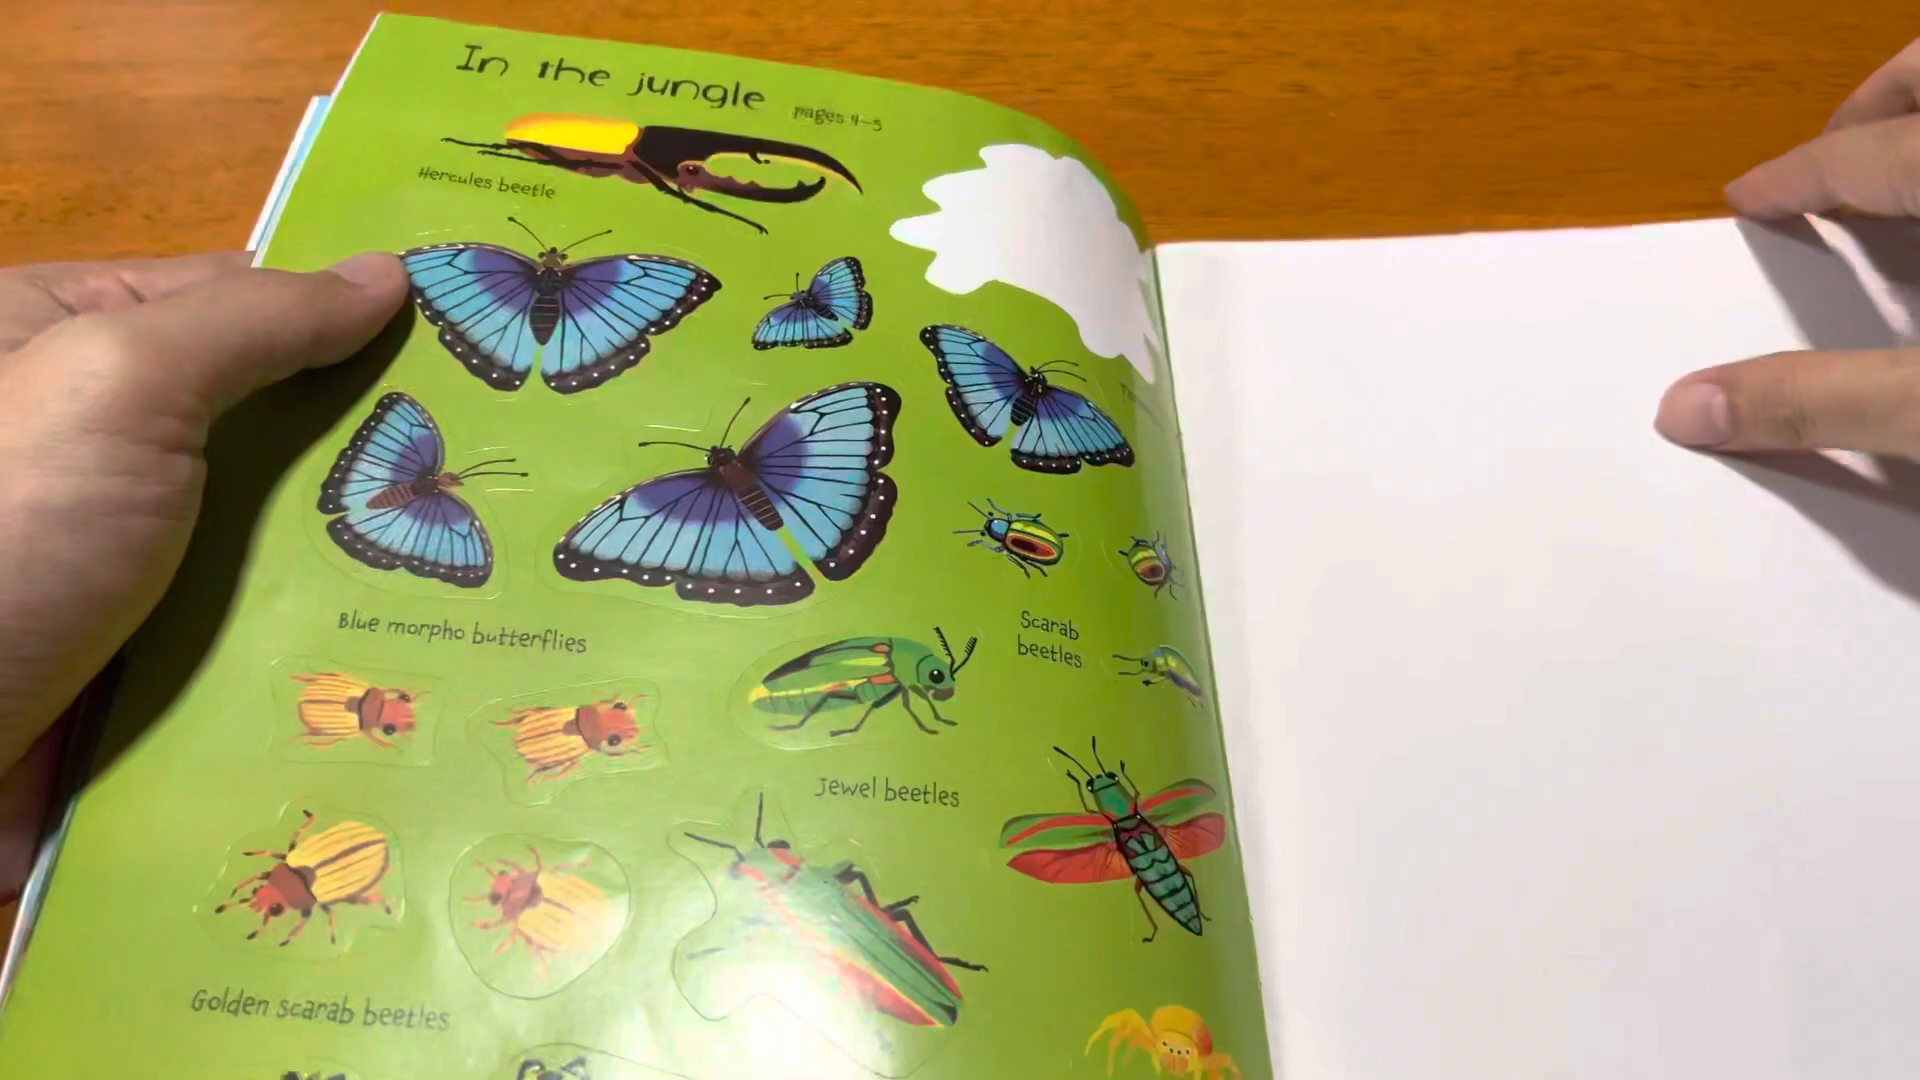 In the jungle
pages 4-5
Hercules beetle
Blue morpho butterflies
Scarab
beetles
Jewel beetles
Golden scarab beetles